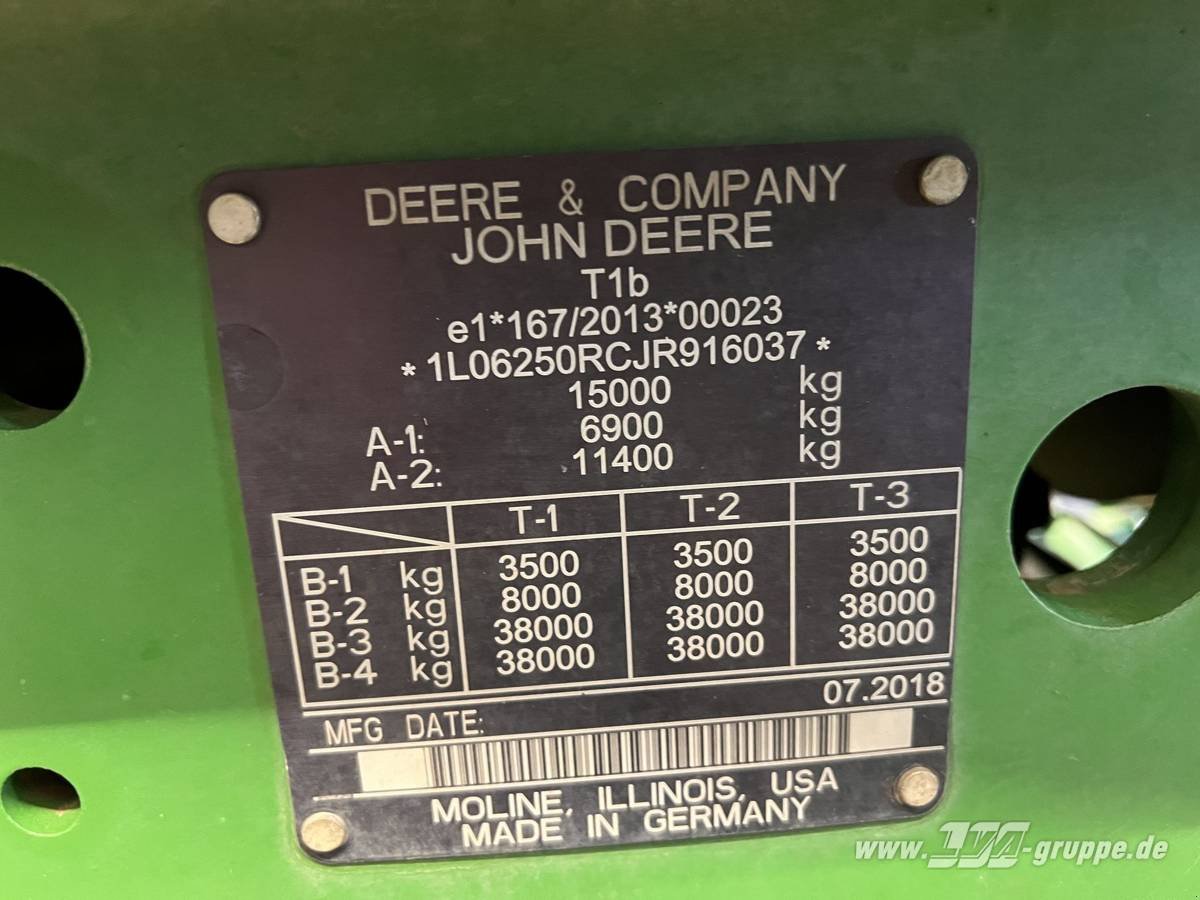 DEERE & COMPANY
JOHN DEERE
T1b
e1*167/2013*00023
* 1L06250RCJR916037 *
15000 kg
A-1: 6900 kg
A-2: 11400 kg
T-1 T-2 T-3
B-1 kg 3500 3500 3500
B-2 kg 8000 8000 8000
B-3 kg 38000 38000 38000
B-4 kg 38000 38000 38000
MFG DATE: 07.2018
MOLINE, ILLINOIS, USA
MADE IN GERMANY
www.LVA-gruppe.de